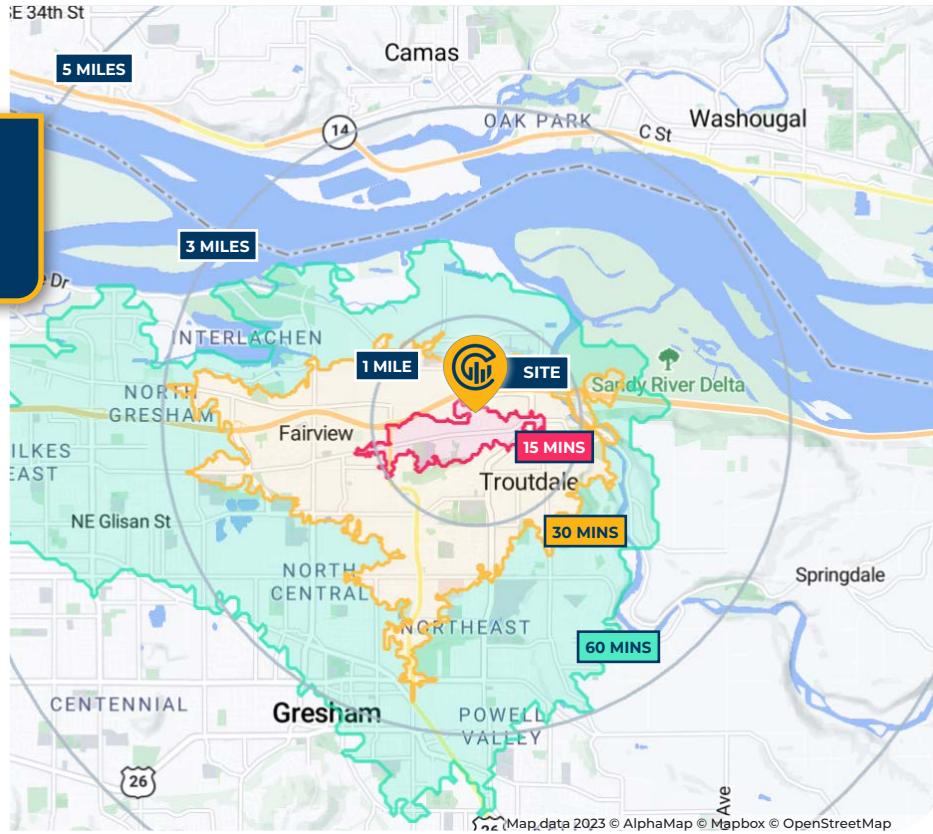 SE 34th St
Camas
5 MILES
OAK PARK
Washougal
C St
14
3 MILES
Dr
INTERLACHEN
1 MILE
SITE
Sandy River Delta
NORTH
GRESHAM
Fairview
15 MINS
WILKES
EAST
Troutdale
NE Glisan St
30 MINS
NORTH
CENTRAL
Springdale
NORTHEAST
60 MINS
CENTENNIAL
Gresham
POWELL
VALLEY
26
Ave
26
Map data 2023 © AlphaMap © Mapbox © OpenStreetMap